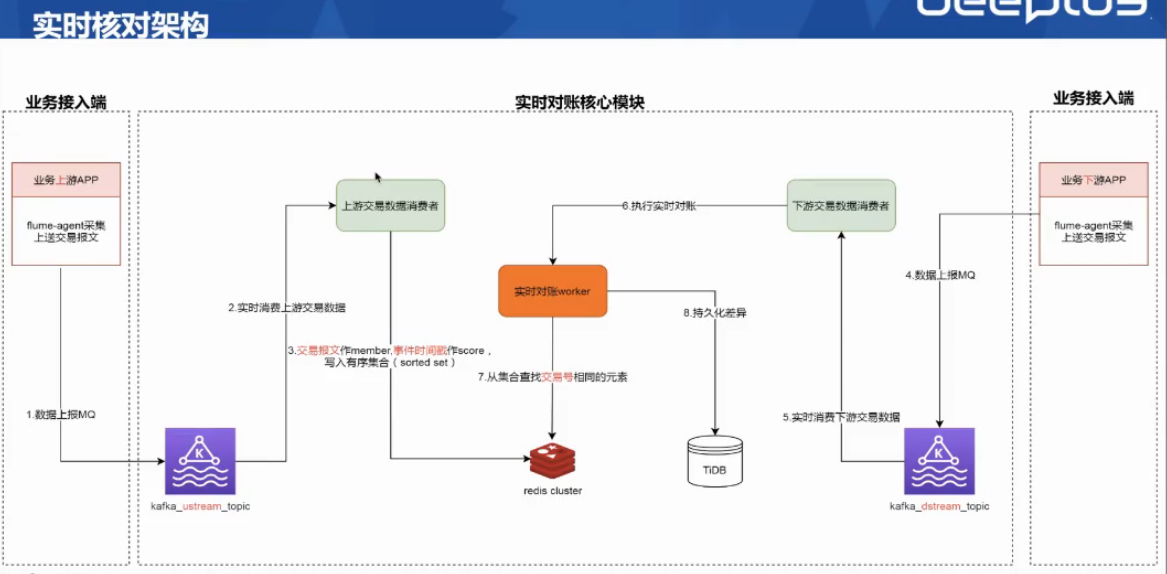 实时核对架构
deeplus
业务接入端
实时对账核心模块
业务接入端
业务上游APP
flume-agent采集
上送交易报文
上游交易数据消费者
6.执行实时对账
下游交易数据消费者
业务下游APP
flume-agent采集
上送交易报文
实时对账worker
4.数据上报MQ
2.实时消费上游交易数据
8.持久化差异
3.交易报文作member,事件时间戳作score，
写入有序集合（sorted set）
7.从集合查找交易号相同的元素
1.数据上报MQ
5.实时消费下游交易数据
K
K
TiDB
redis cluster
kafka_ustream_topic
kafka_dstream_topic